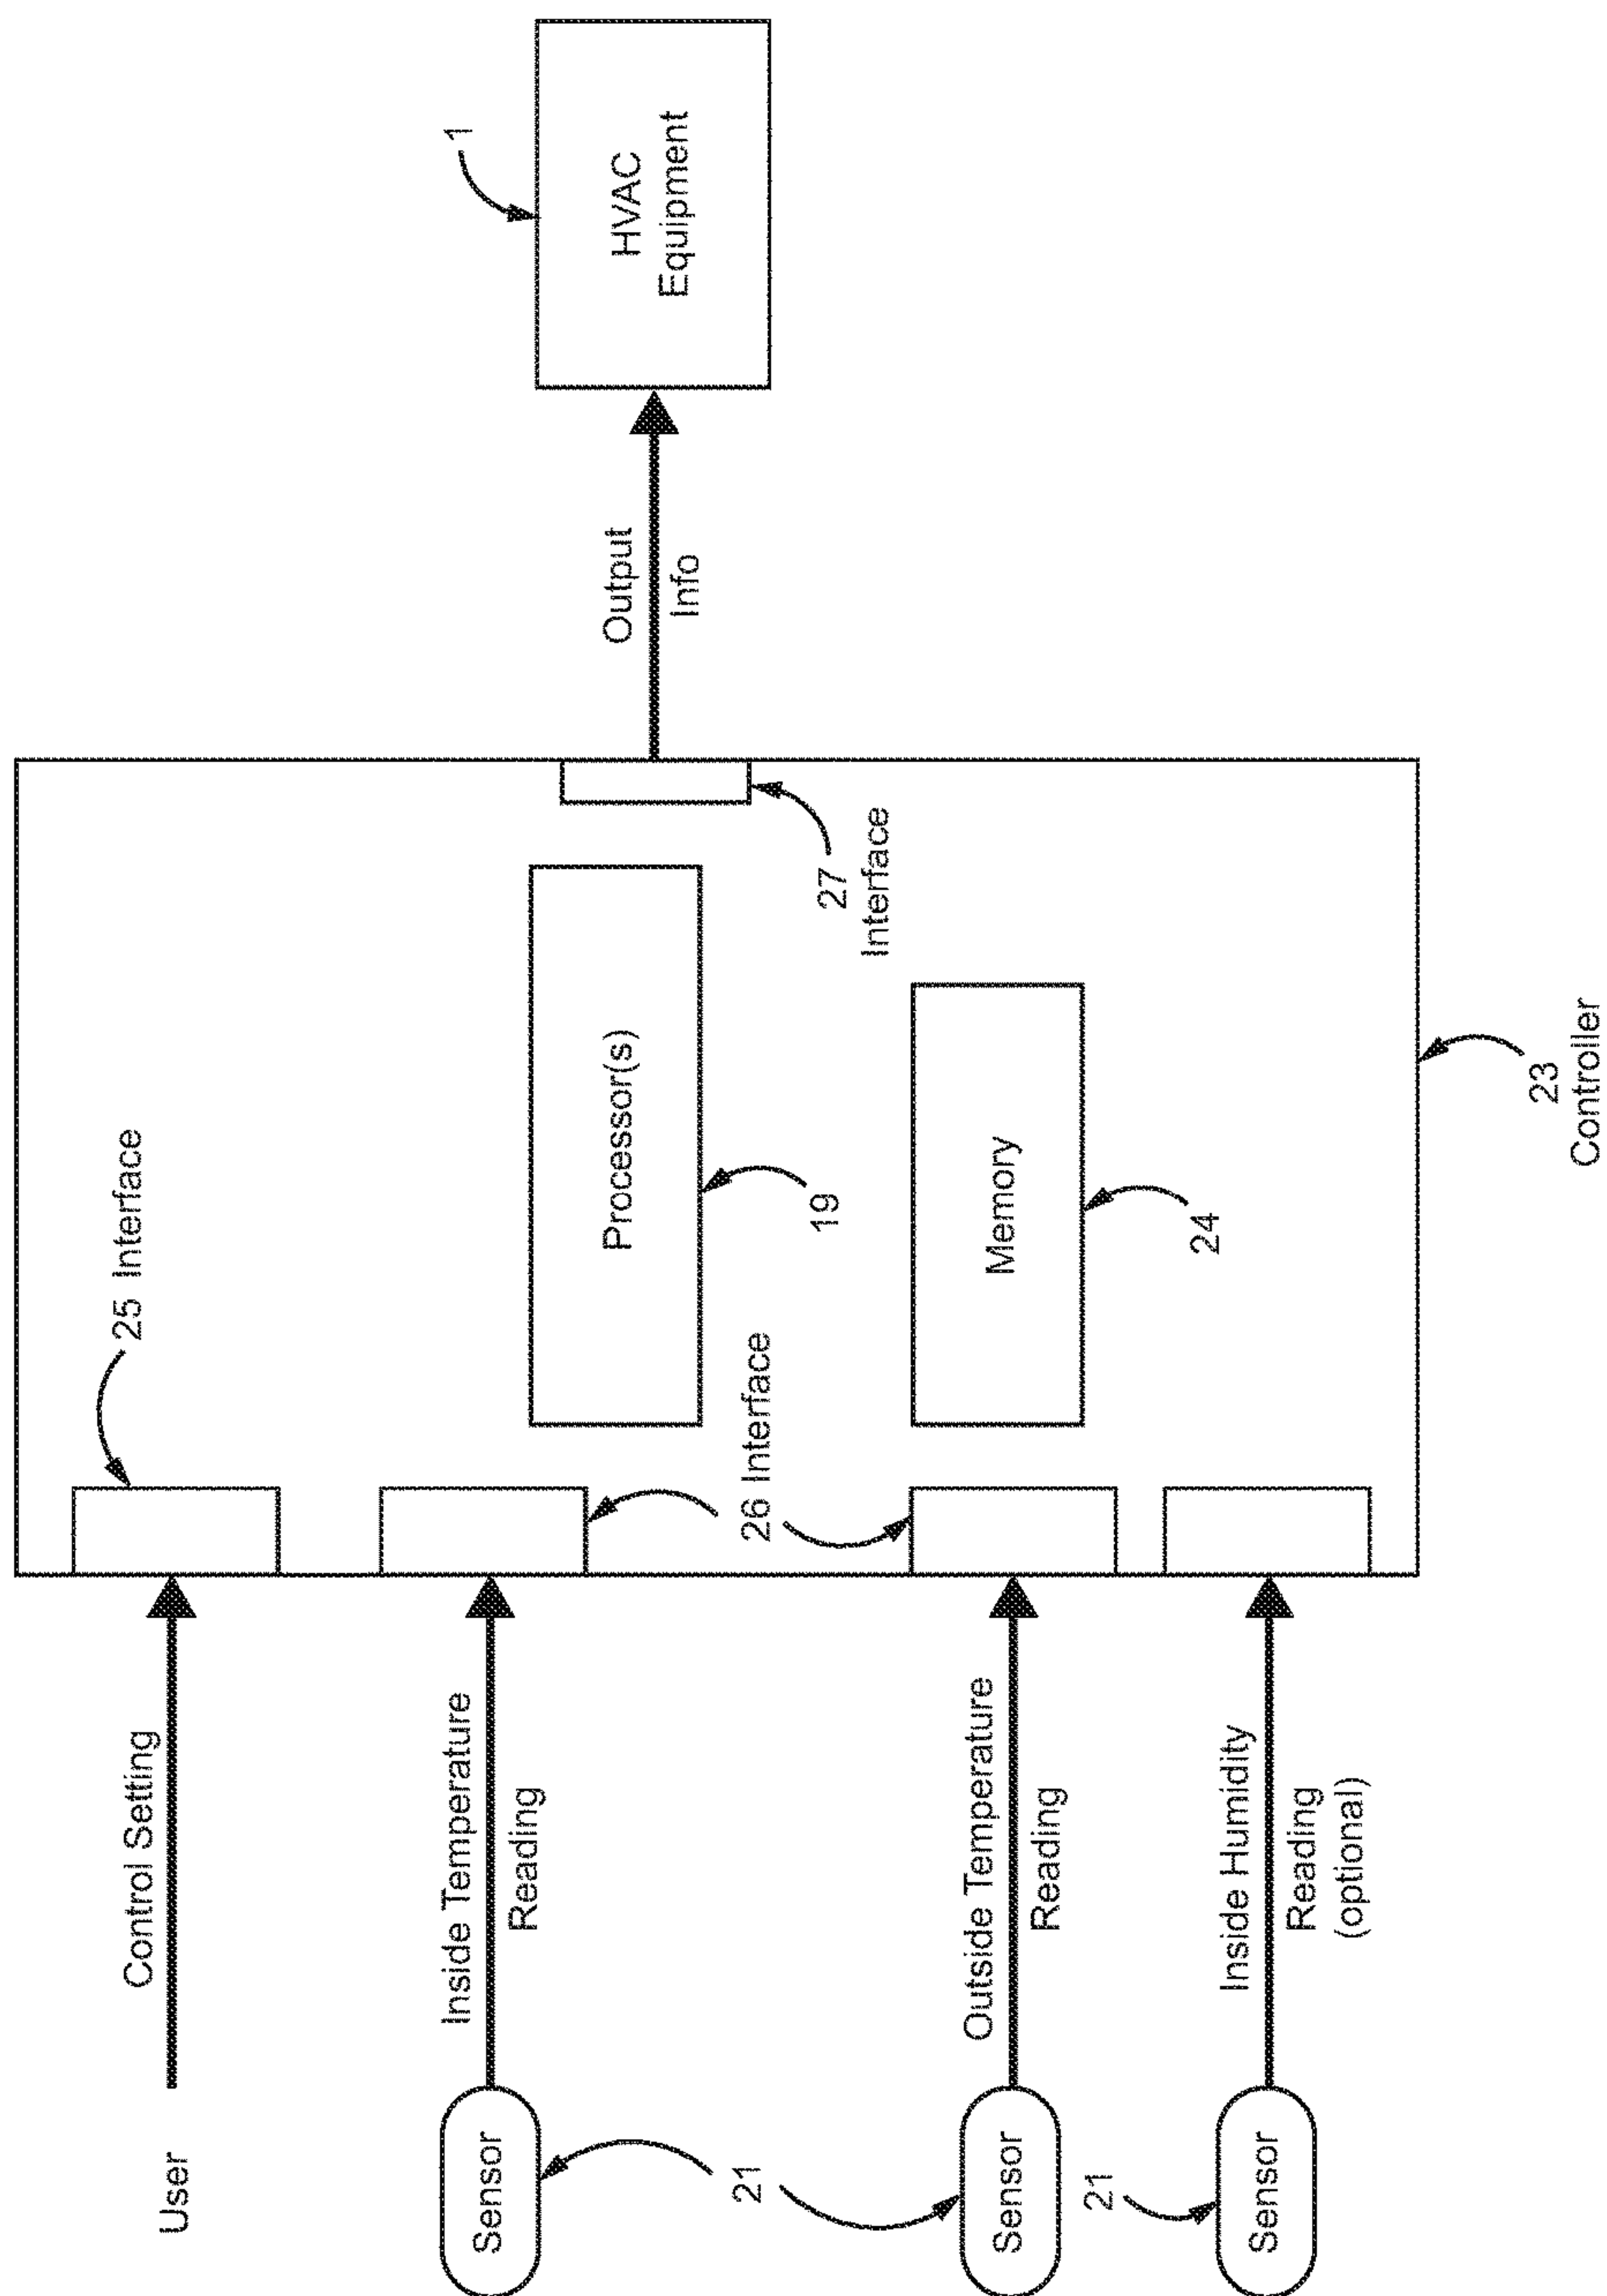 User
Control Setting
25 Interface
Sensor
Inside Temperature
Reading
21
26 Interface
Processor(s)
19
27
Interface
Output
Info
1
HVAC
Equipment
Sensor
Outside Temperature
Reading
Memory
24
21
Sensor
Inside Humidity
Reading
(optional)
23
Controller